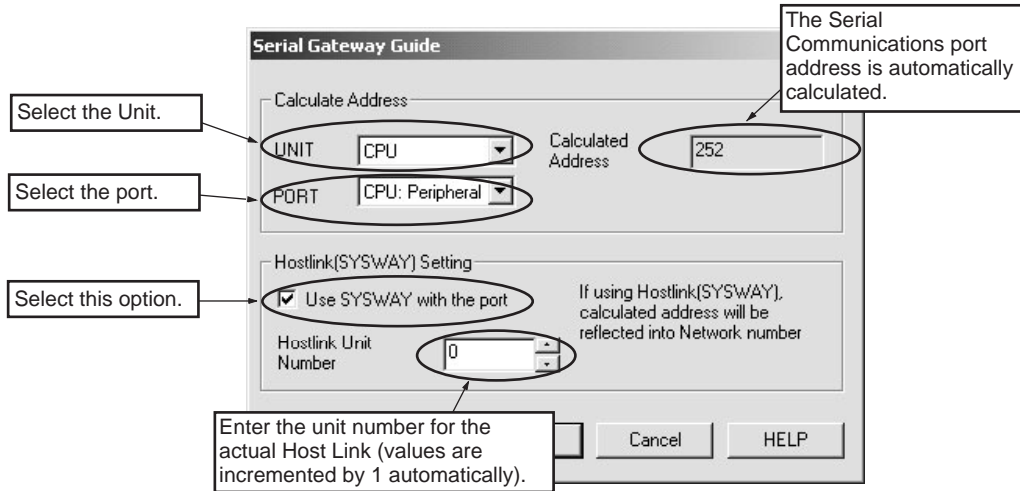 The Serial
Communications port
address is automatically
calculated.
Serial Gateway Guide
Calculate Address
Select the Unit.
UNIT
CPU
Calculated
Address
252
Select the port.
PORT
CPU: Peripheral
Hostlink(SYSWAY) Setting
Select this option.
Use SYSWAY with the port
If using Hostlink(SYSWAY),
calculated address will be
reflected into Network number
Hostlink Unit
Number
0
Enter the unit number for the
actual Host Link (values are
incremented by 1 automatically).
Cancel
HELP